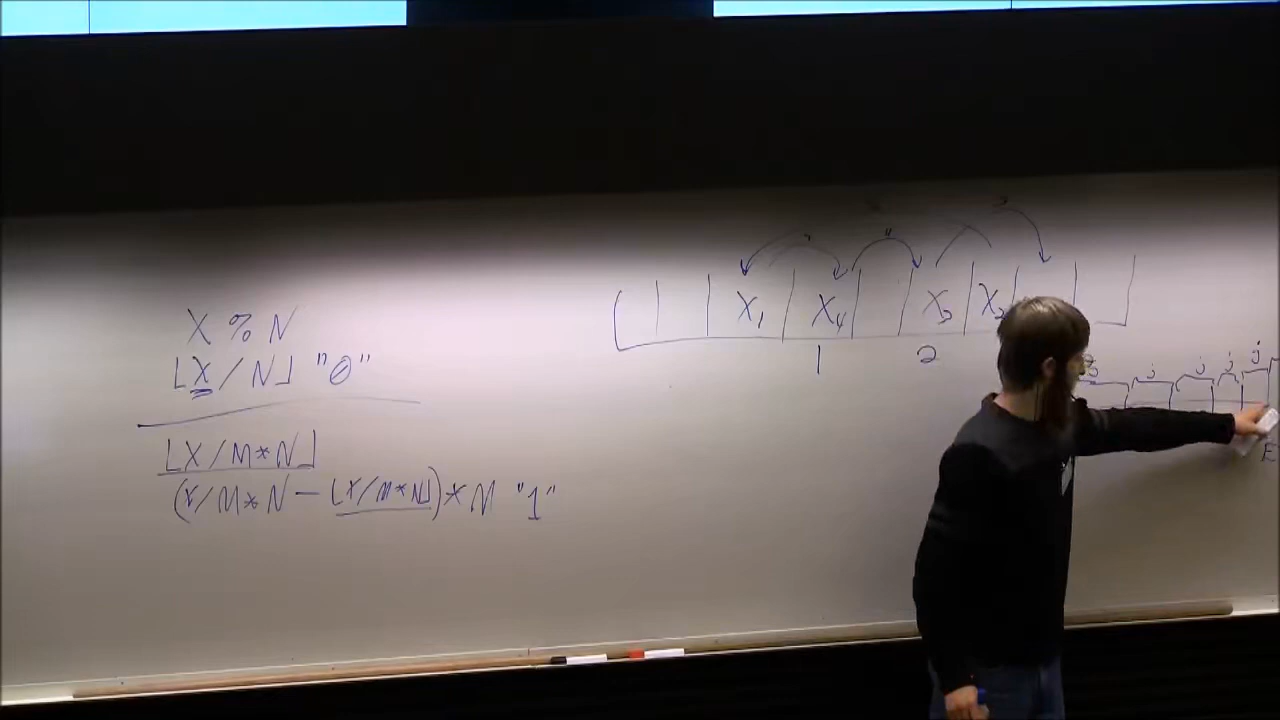 X % N
⌊X / N⌋ "0"
⌊X / M * N⌋
(X / M * N - ⌊X / M * N⌋) * M "1"
X₁ X₄ X₃ X₂
1 2
j j j j
E